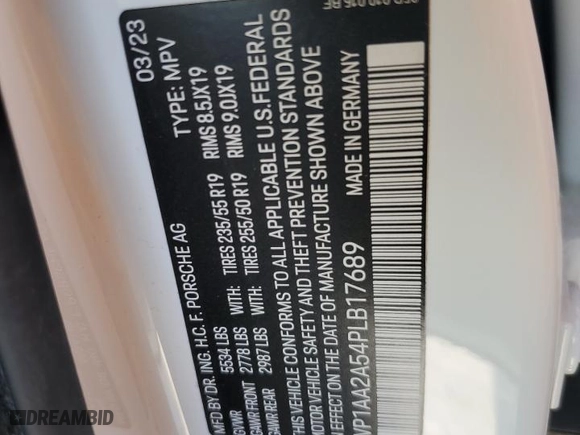 MFD BY DR. ING. H.C. F. PORSCHE AG 03/23
GVWR 5534 LBS TYPE: MPV
GAWR FRONT 2778 LBS WITH: TIRES 235/55 R19 RIMS 8.5JX19
GAWR REAR 2987 LBS WITH: TIRES 255/50 R19 RIMS 9.0JX19
THIS VEHICLE CONFORMS TO ALL APPLICABLE U.S. FEDERAL
MOTOR VEHICLE SAFETY AND THEFT PREVENTION STANDARDS
IN EFFECT ON THE DATE OF MANUFACTURE SHOWN ABOVE
WP1AA2A54PLB17689 MADE IN GERMANY
DREAMBID